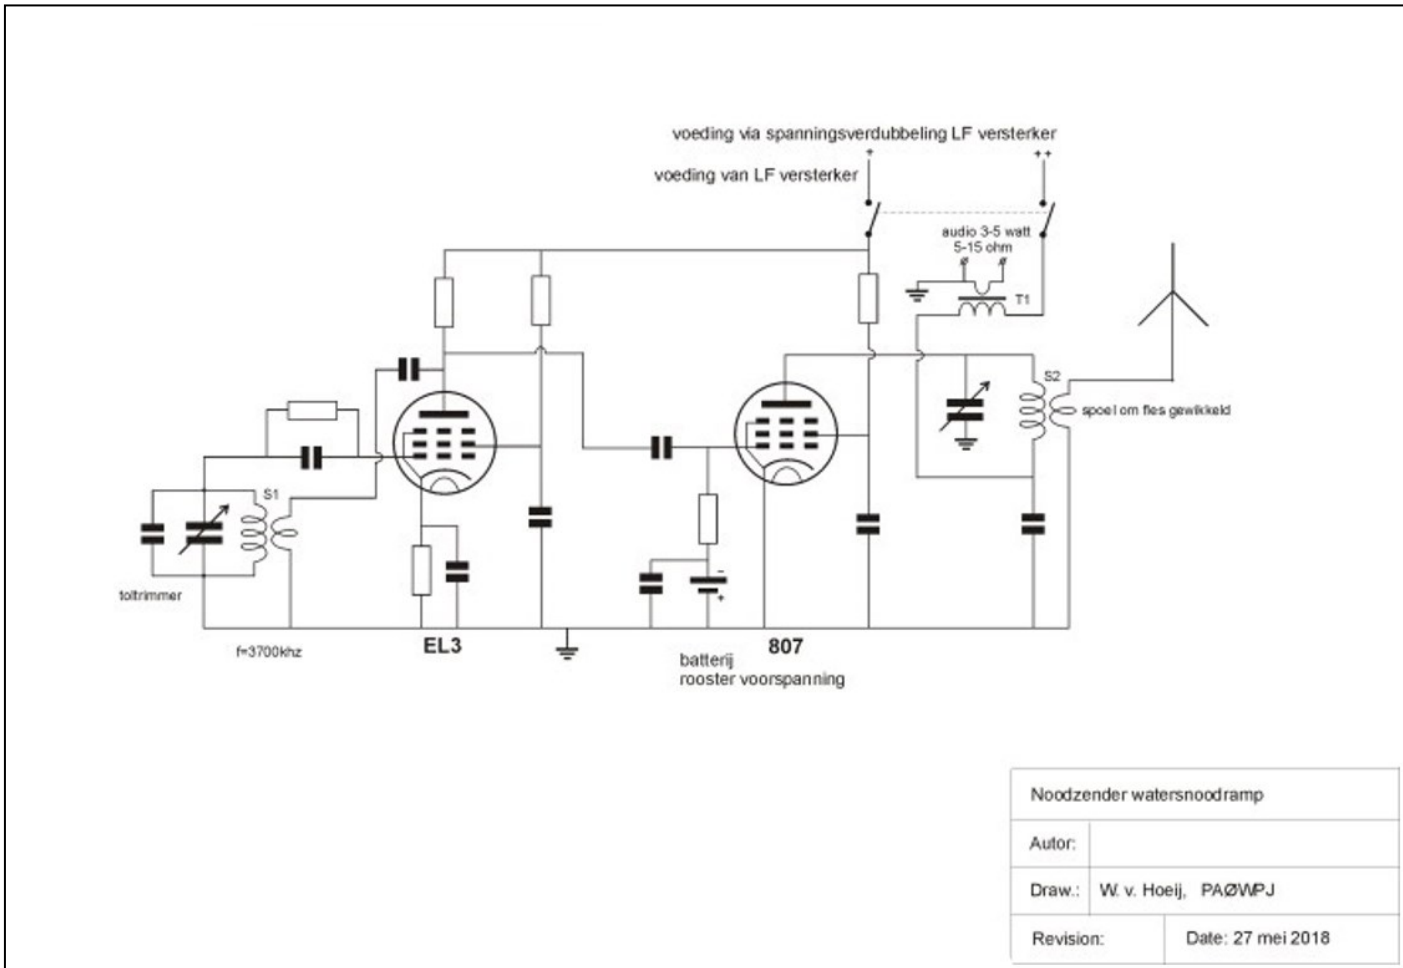 voeding via spanningsverdubbeling LF versterker
+
++
voeding van LF versterker
audio 3-5 watt
5-15 ohm
T1
S2
spoel om fles gewikkeld
S1
toltrimmer
f=3700khz
EL3
-
+
batterij
rooster voorspanning
807
Noodzender watersnoodramp
Autor:
Draw.: W. v. Hoeij, PAØWPJ
Revision: Date: 27 mei 2018